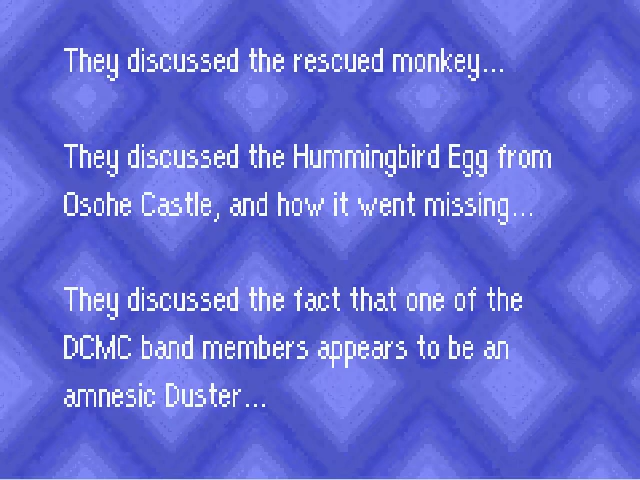 They discussed the rescued monkey...
They discussed the Hummingbird Egg from
Osohe Castle, and how it went missing...
They discussed the fact that one of the
DCMC band members appears to be an
amnesic Duster...